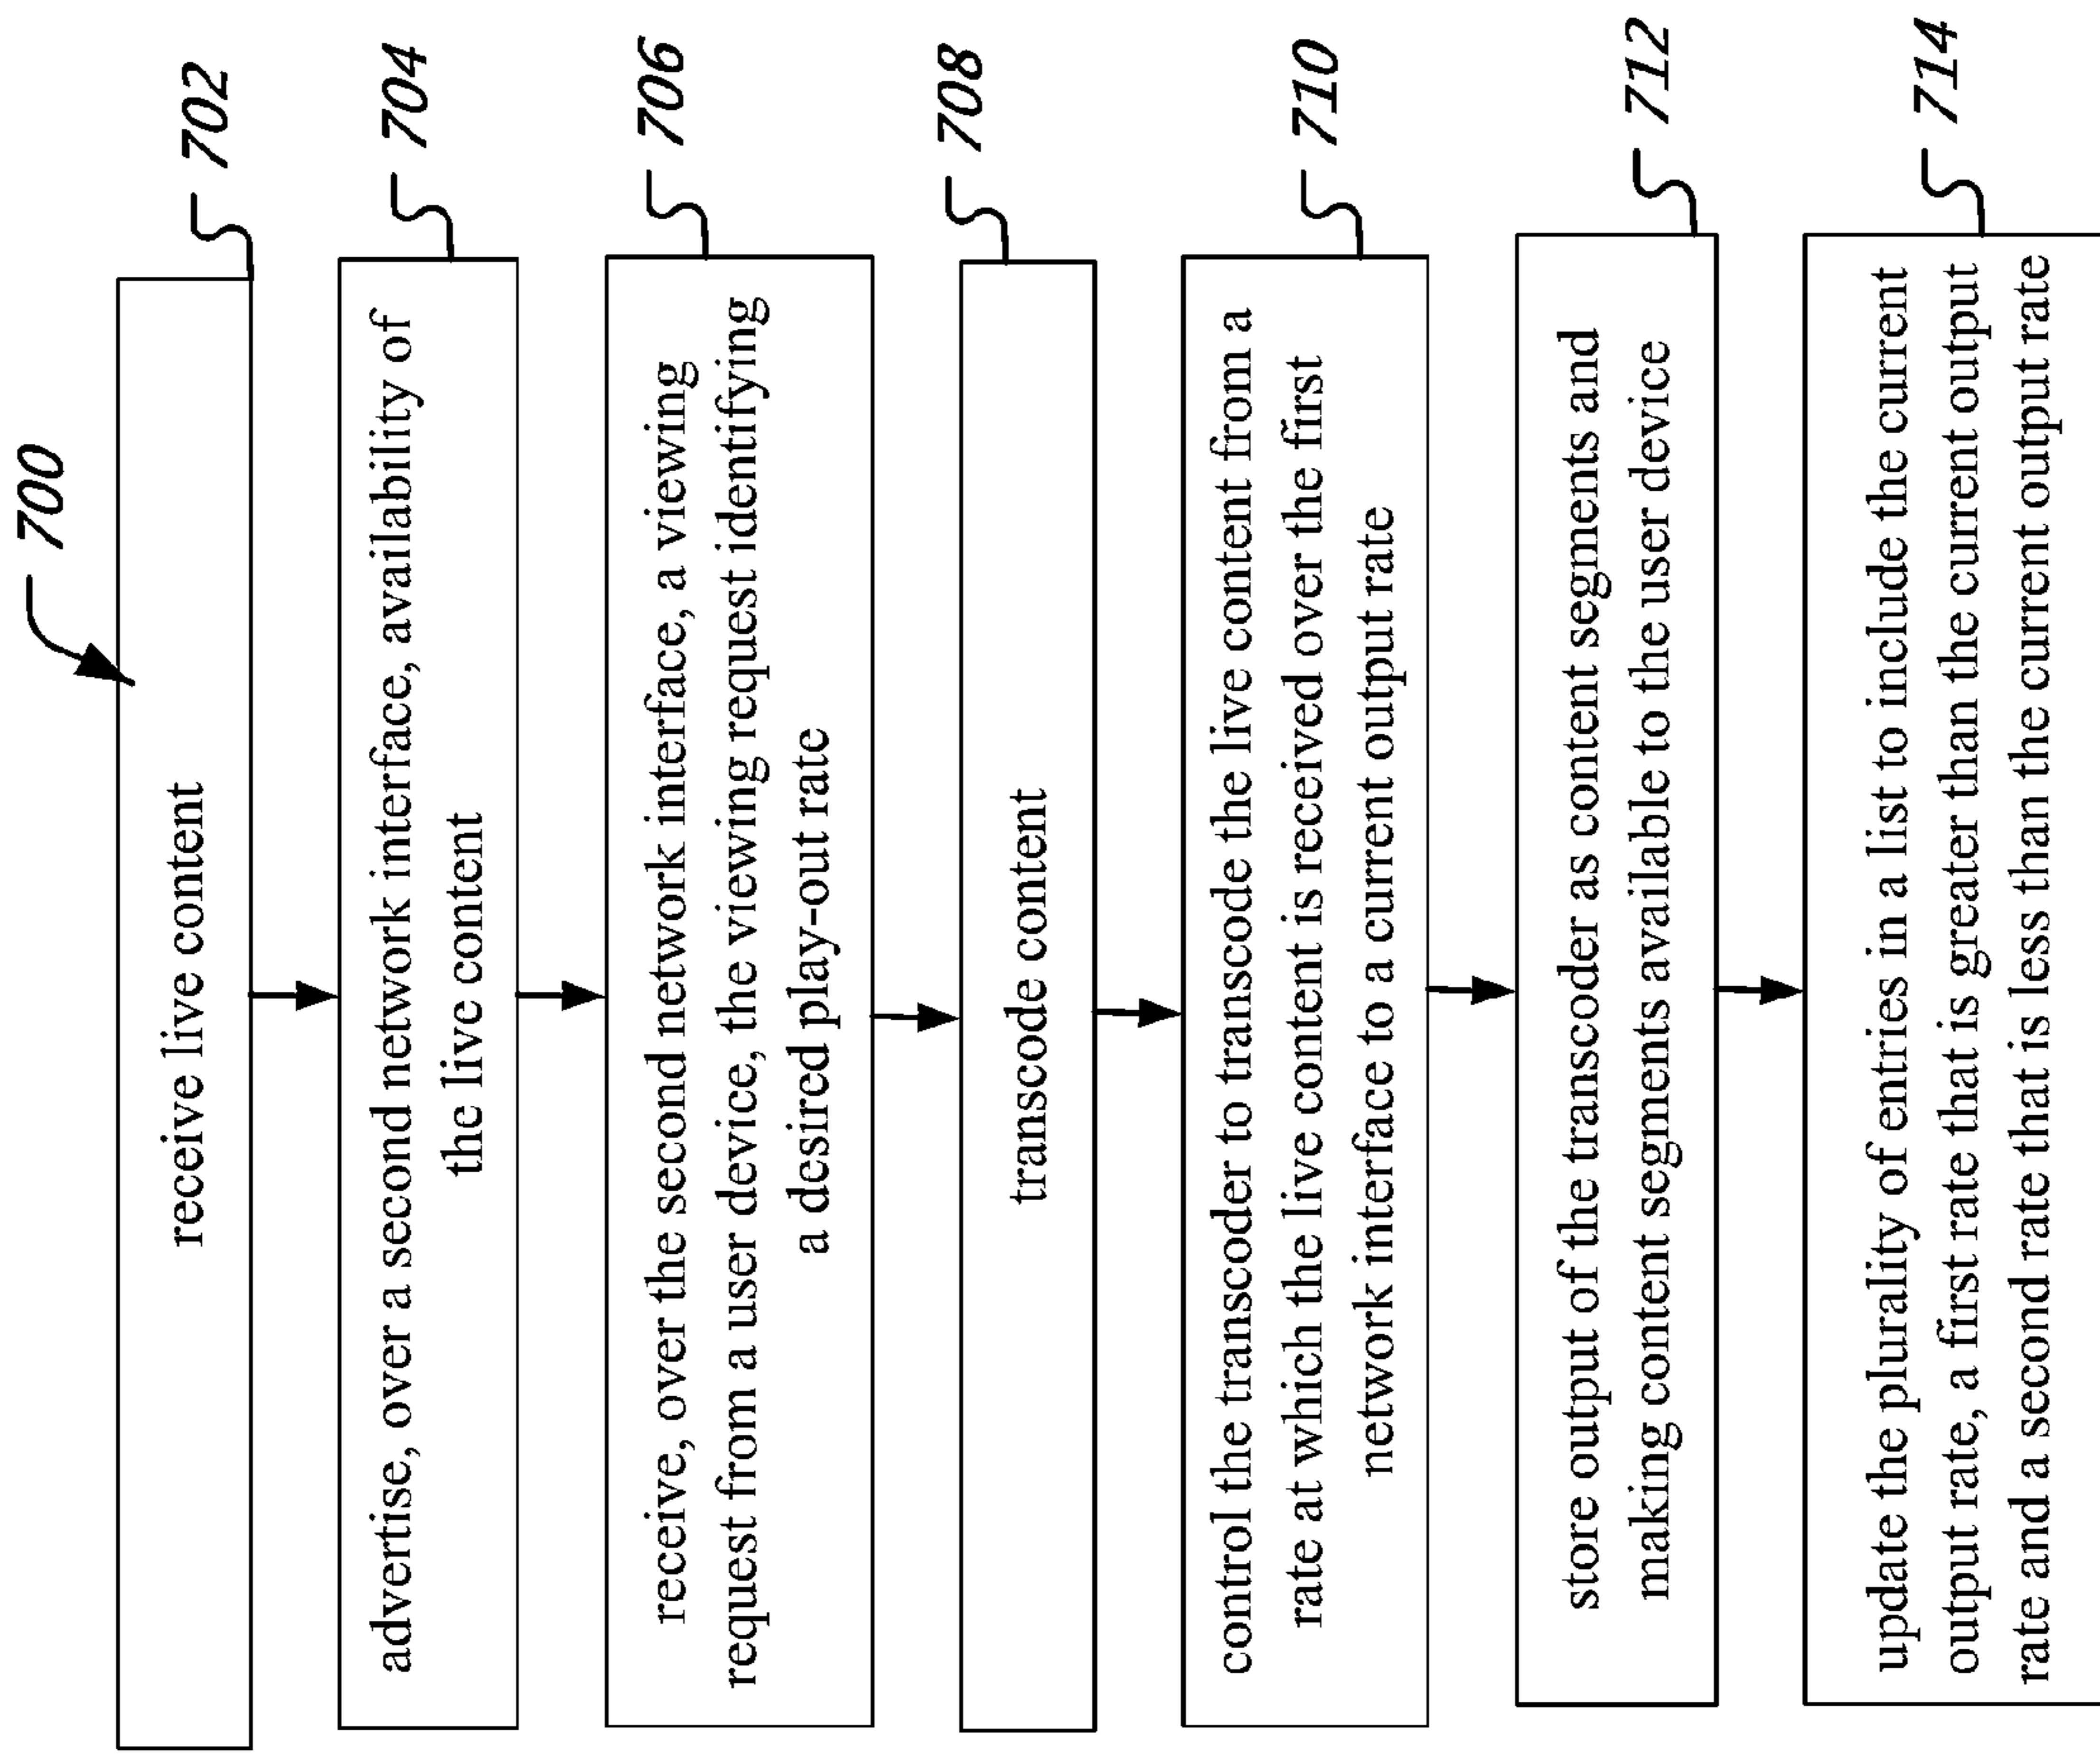 700
receive live content
702
advertise, over a second network interface, availability of
the live content
704
receive, over the second network interface, a viewing
request from a user device, the viewing request identifying
a desired play-out rate
706
transcode content
708
control the transcoder to transcode the live content from a
rate at which the live content is received over the first
network interface to a current output rate
710
store output of the transcoder as content segments and
making content segments available to the user device
712
update the plurality of entries in a list to include the current
output rate, a first rate that is greater than the current output
rate and a second rate that is less than the current output rate
714